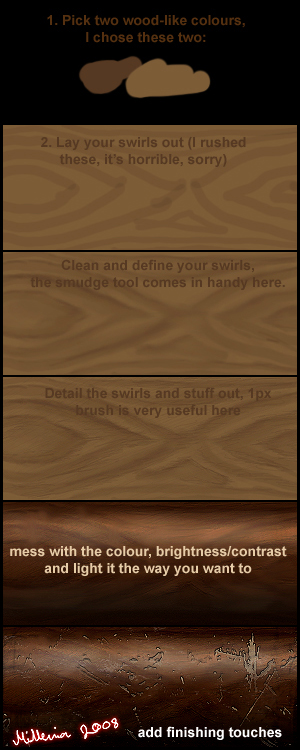 1. Pick two wood-like colours,
I chose these two:
2. Lay your swirls out (I rushed
these, it's horrible, sorry)
Clean and define your swirls,
the smudge tool comes in handy here.
Detail the swirls and stuff out, 1px
brush is very useful here
mess with the colour, brightness/contrast
and light it the way you want to
Millenia 2008
add finishing touches